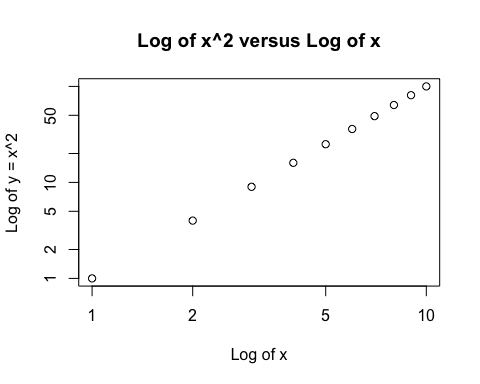 Log of x^2 versus Log of x
Log of y = x^2
50
10
5
2
1
1 2 5 10
Log of x